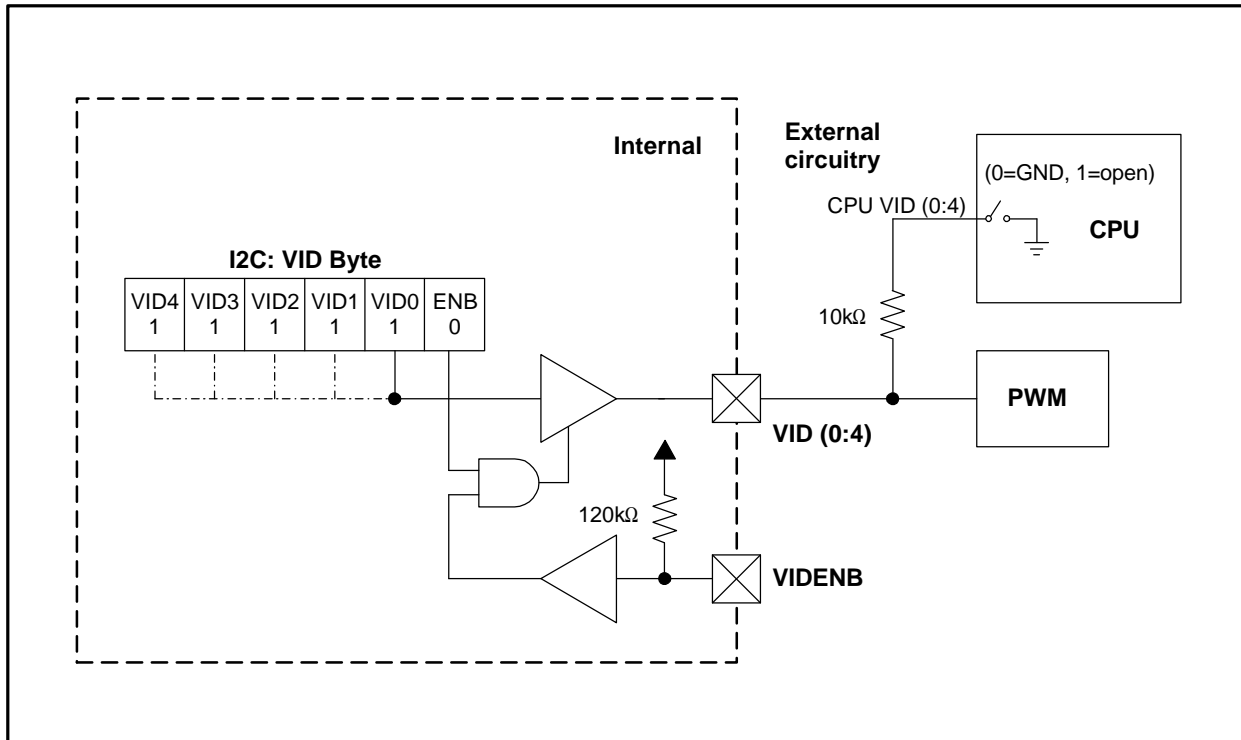 Internal
External
circuitry
(0=GND, 1=open)
CPU VID (0:4)
CPU
I2C: VID Byte
VID4 VID3 VID2 VID1 VID0 ENB
1 1 1 1 1 0
10kΩ
PWM
VID (0:4)
120kΩ
VIDENB